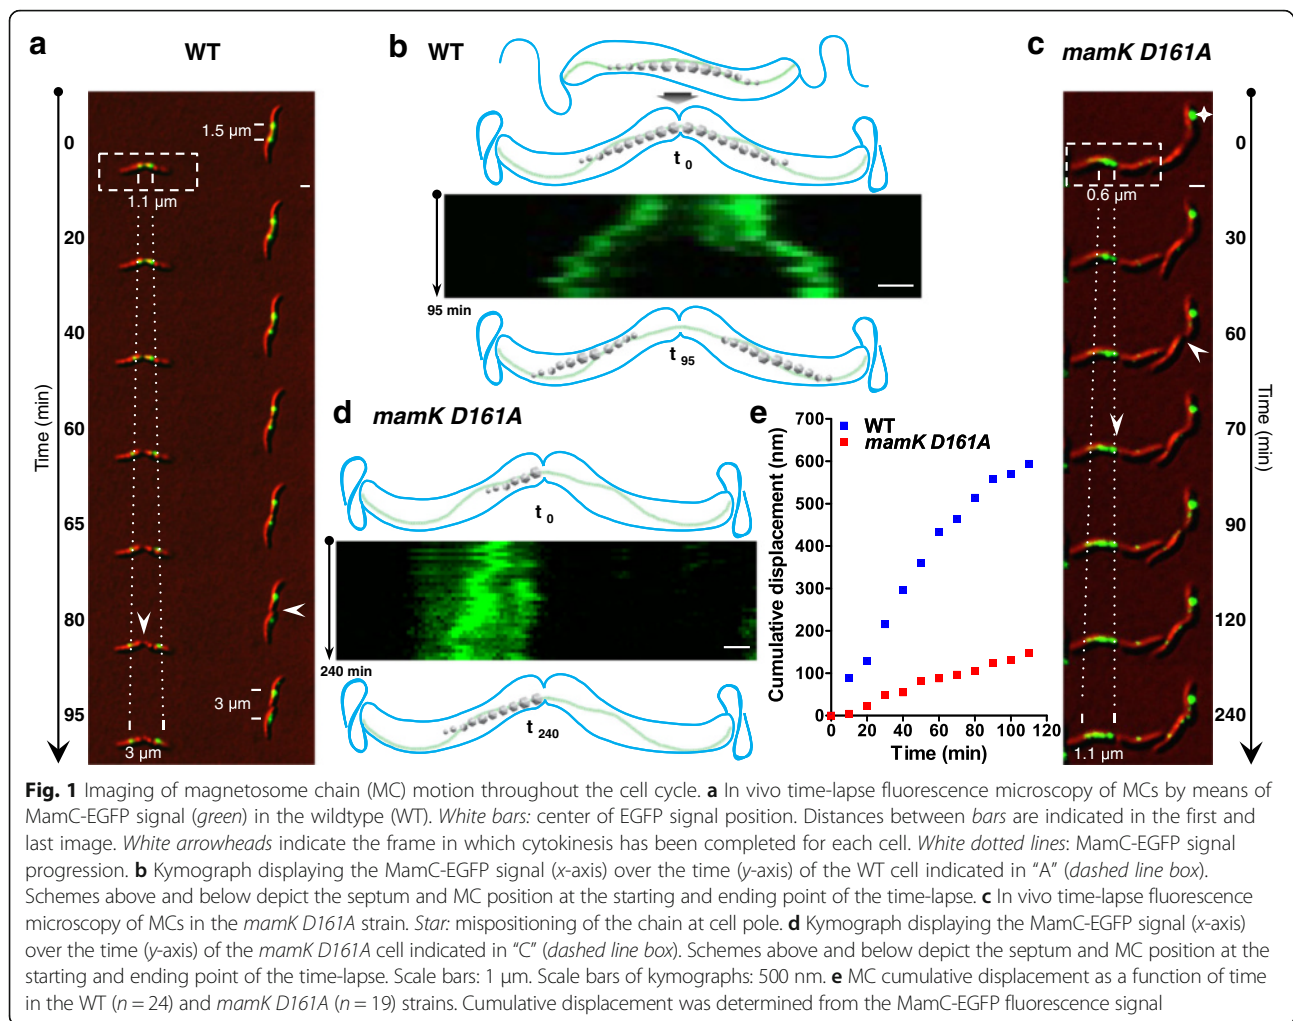 a
WT
Time (min)
0
20
40
60
65
80
95
1.5 µm
1.1 µm
3 µm
3 µm
b WT
t 0
95 min
t 95
c mamK D161A
0.6 µm
1.1 µm
0
30
60
70
90
120
240
Time (min)
d mamK D161A
t 0
240 min
t 240
e
WT
mamK D161A
Cumulative displacement (nm)
700
600
500
400
300
200
100
0
0 20 40 60 80 100 120
Time (min)
Fig. 1 Imaging of magnetosome chain (MC) motion throughout the cell cycle. a In vivo time-lapse fluorescence microscopy of MCs by means of
MamC-EGFP signal (green) in the wildtype (WT). White bars: center of EGFP signal position. Distances between bars are indicated in the first and
last image. White arrowheads indicate the frame in which cytokinesis has been completed for each cell. White dotted lines: MamC-EGFP signal
progression. b Kymograph displaying the MamC-EGFP signal (x-axis) over the time (y-axis) of the WT cell indicated in “A” (dashed line box).
Schemes above and below depict the septum and MC position at the starting and ending point of the time-lapse. c In vivo time-lapse fluorescence
microscopy of MCs in the mamK D161A strain. Star: mispositioning of the chain at cell pole. d Kymograph displaying the MamC-EGFP signal (x-axis)
over the time (y-axis) of the mamK D161A cell indicated in “C” (dashed line box). Schemes above and below depict the septum and MC position at the
starting and ending point of the time-lapse. Scale bars: 1 µm. Scale bars of kymographs: 500 nm. e MC cumulative displacement as a function of time
in the WT (n = 24) and mamK D161A (n = 19) strains. Cumulative displacement was determined from the MamC-EGFP fluorescence signal